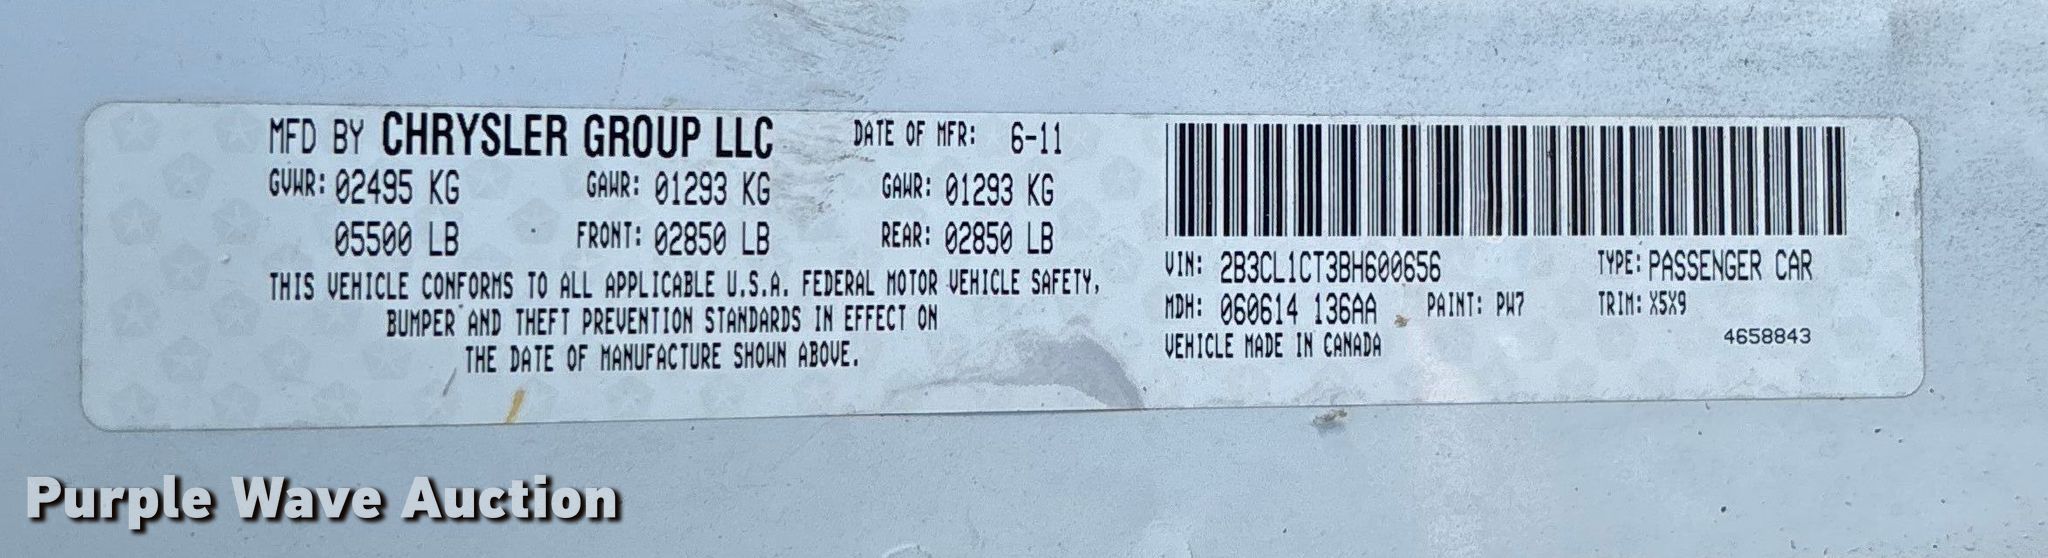 MFD BY CHRYSLER GROUP LLC DATE OF MFR: 6-11
GVWR: 02495 KG GAWR: 01293 KG GAWR: 01293 KG
05500 LB FRONT: 02850 LB REAR: 02850 LB
THIS VEHICLE CONFORMS TO ALL APPLICABLE U.S.A. FEDERAL MOTOR VEHICLE SAFETY,
BUMPER AND THEFT PREVENTION STANDARDS IN EFFECT ON
THE DATE OF MANUFACTURE SHOWN ABOVE.
VIN: 2B3CL1CT3BH600656 TYPE: PASSENGER CAR
MDH: 060614 136AA PAINT: PW7 TRIM: X5X9
VEHICLE MADE IN CANADA 4658843
Purple Wave Auction